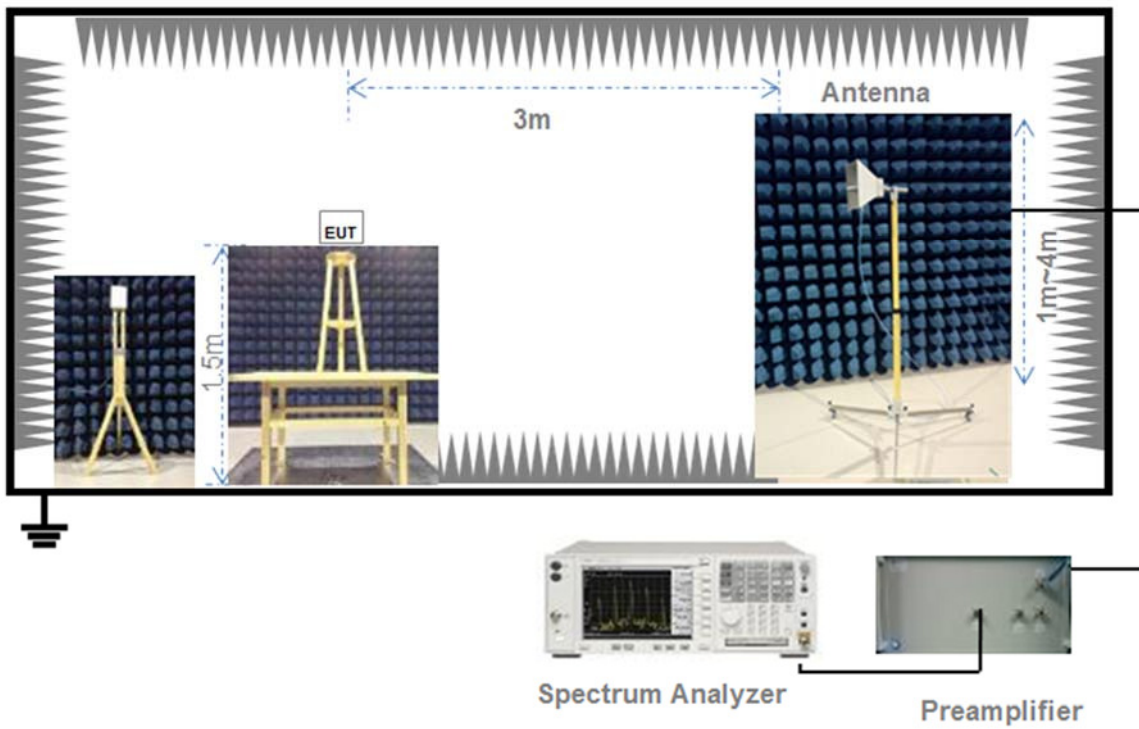 Antenna
3m
EUT
1.5m
1m~4m
Spectrum Analyzer
Preamplifier